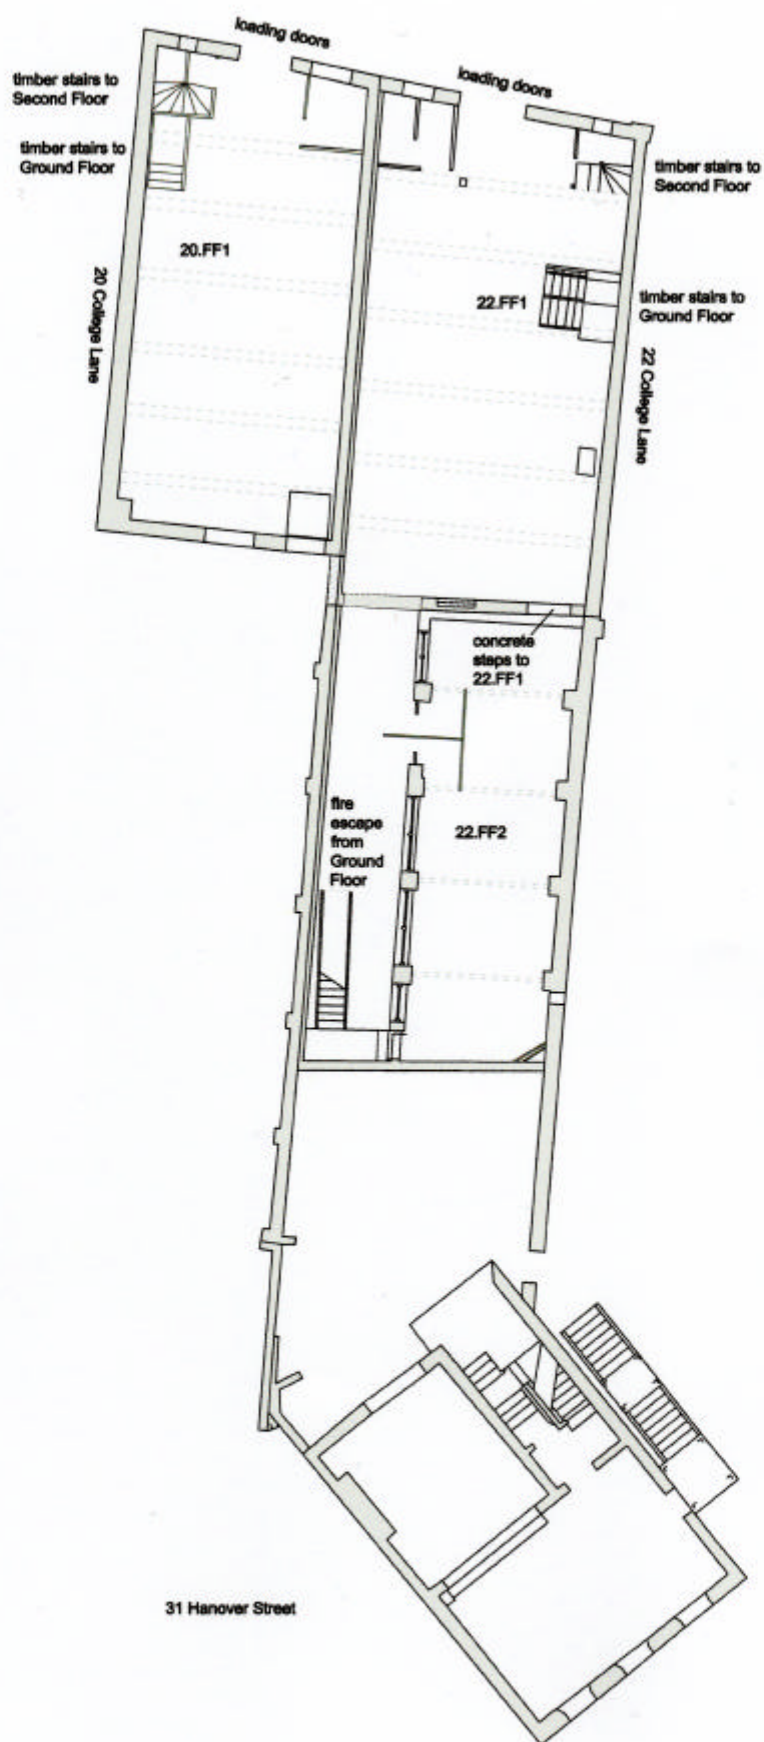 loading doors
loading doors
timber stairs to
Second Floor
timber stairs to
Ground Floor
timber stairs to
Second Floor
20.FF1
20 College Lane
22.FF1
timber stairs to
Ground Floor
22 College Lane
concrete
steps to
22.FF1
fire
escape
from
Ground
Floor
22.FF2
31 Hanover Street